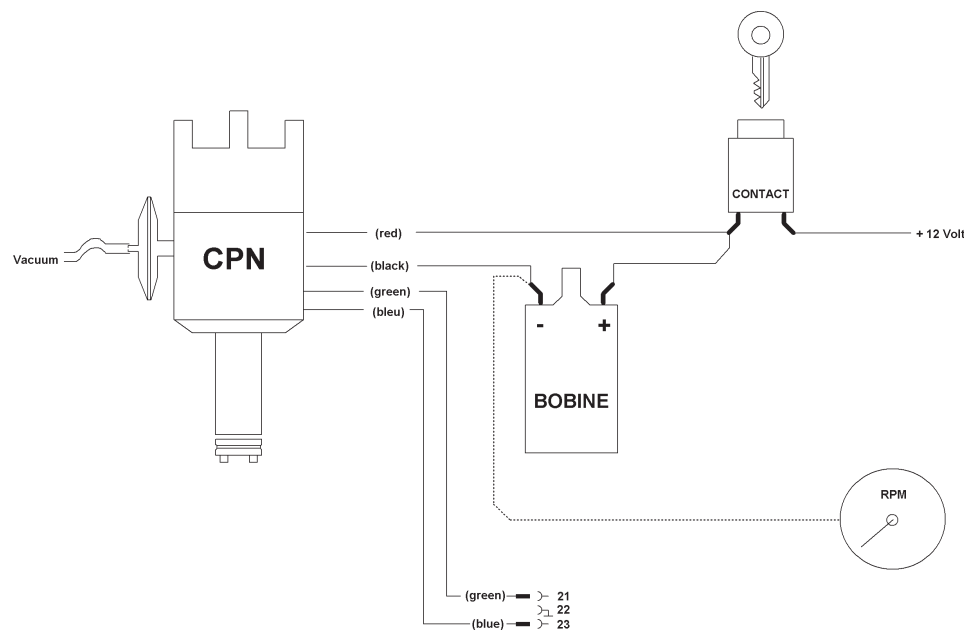 CONTACT
(red)
+ 12 Volt
Vacuum
CPN
(black)
(green)
(bleu)
- +
BOBINE
RPM
(green) 21
22
(blue) 23